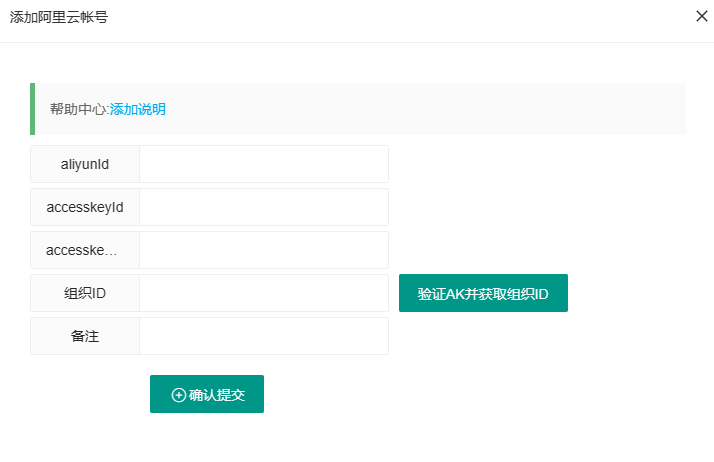 添加阿里云帐号
帮助中心:添加说明
aliyunId
accesskeyId
accesske…
组织ID
验证AK并获取组织ID
备注
确认提交